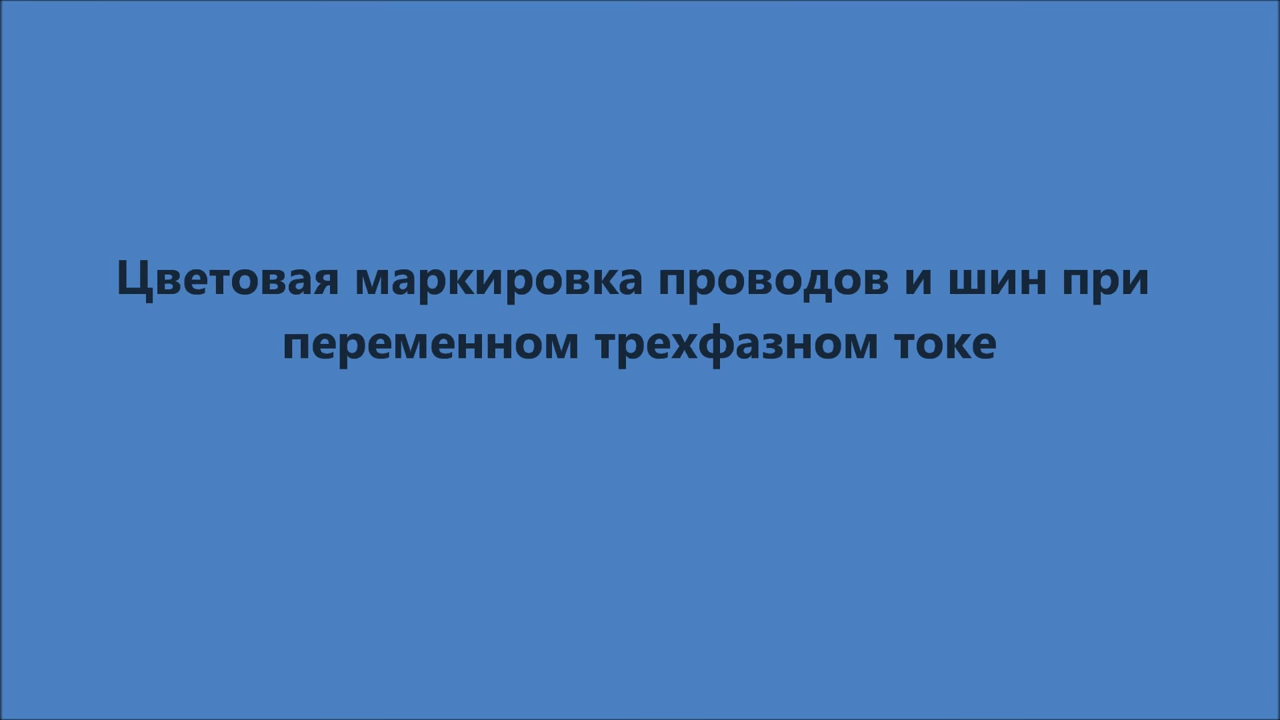 Цветовая маркировка проводов и шин при
переменном трехфазном токе